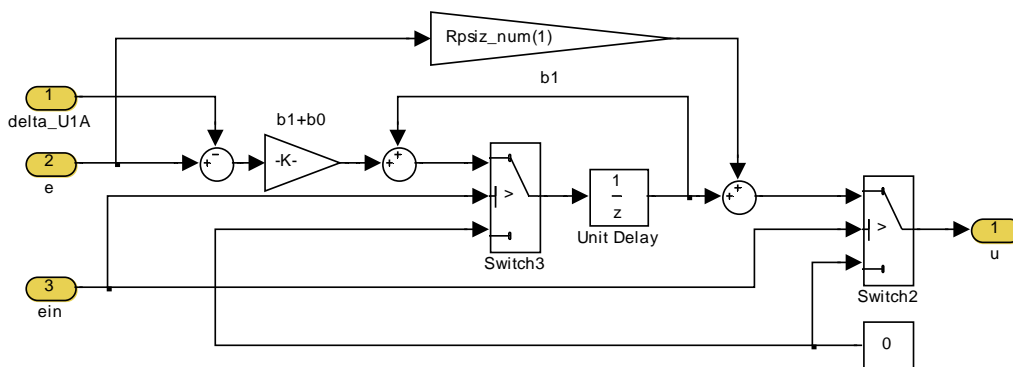 Rpsiz_num(1)
b1
1
delta_U1A
b1+b0
-K-
2
e
>
1
z
Unit Delay
Switch3
>
1
u
Switch2
3
ein
0